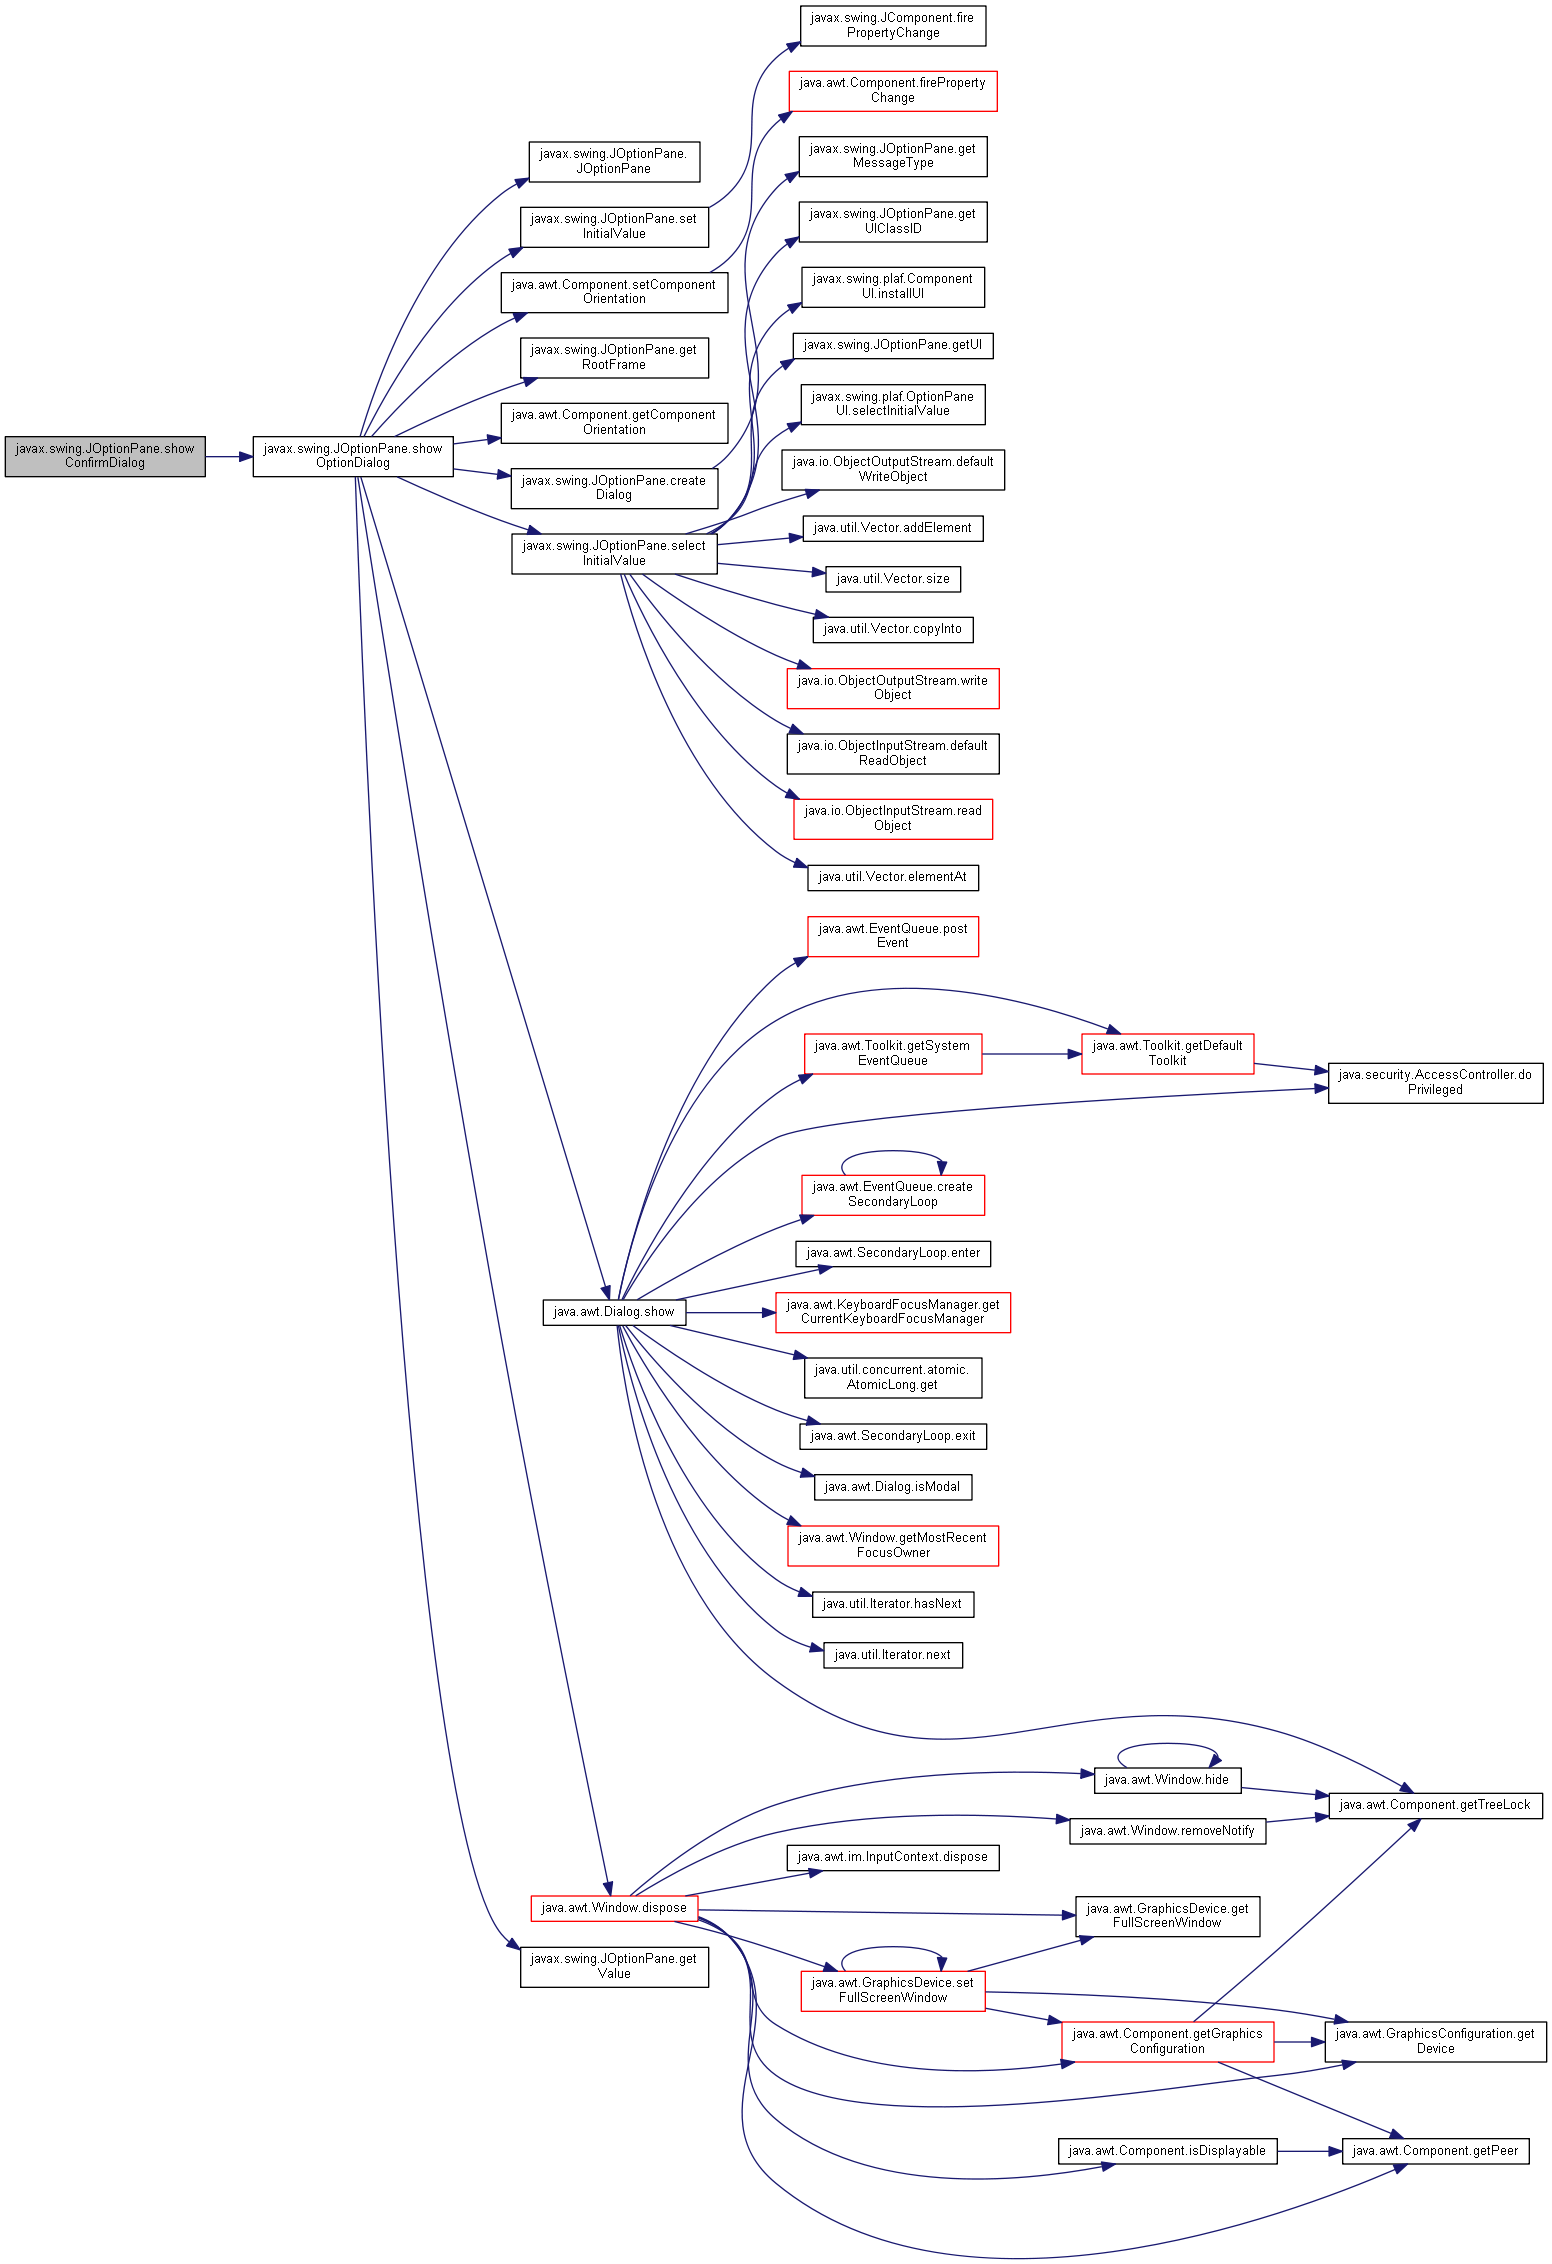 javax.swing.JComponent.fire
PropertyChange
java.awt.Component.fireProperty
Change
javax.swing.JOptionPane.
JOptionPane
javax.swing.JOptionPane.get
MessageType
javax.swing.JOptionPane.set
InitialValue
javax.swing.JOptionPane.get
UIClassID
java.awt.Component.setComponent
Orientation
javax.swing.plaf.Component
UI.installUI
javax.swing.JOptionPane.get
RootFrame
javax.swing.JOptionPane.getUI
java.awt.Component.getComponent
Orientation
javax.swing.plaf.OptionPane
UI.selectInitialValue
javax.swing.JOptionPane.show
ConfirmDialog
javax.swing.JOptionPane.show
OptionDialog
javax.swing.JOptionPane.create
Dialog
java.io.ObjectOutputStream.default
WriteObject
java.util.Vector.addElement
javax.swing.JOptionPane.select
InitialValue
java.util.Vector.size
java.util.Vector.copyInto
java.io.ObjectOutputStream.write
Object
java.io.ObjectInputStream.default
ReadObject
java.io.ObjectInputStream.read
Object
java.util.Vector.elementAt
java.awt.EventQueue.post
Event
java.awt.Toolkit.getSystem
EventQueue
java.awt.Toolkit.getDefault
Toolkit
java.security.AccessController.do
Privileged
java.awt.EventQueue.create
SecondaryLoop
java.awt.SecondaryLoop.enter
java.awt.Dialog.show
java.awt.KeyboardFocusManager.get
CurrentKeyboardFocusManager
java.util.concurrent.atomic.
AtomicLong.get
java.awt.SecondaryLoop.exit
java.awt.Dialog.isModal
java.awt.Window.getMostRecent
FocusOwner
java.util.Iterator.hasNext
java.util.Iterator.next
java.awt.Window.hide
java.awt.Component.getTreeLock
java.awt.Window.removeNotify
java.awt.im.InputContext.dispose
java.awt.Window.dispose
java.awt.GraphicsDevice.get
FullScreenWindow
javax.swing.JOptionPane.get
Value
java.awt.GraphicsDevice.set
FullScreenWindow
java.awt.Component.getGraphics
Configuration
java.awt.GraphicsConfiguration.get
Device
java.awt.Component.isDisplayable
java.awt.Component.getPeer